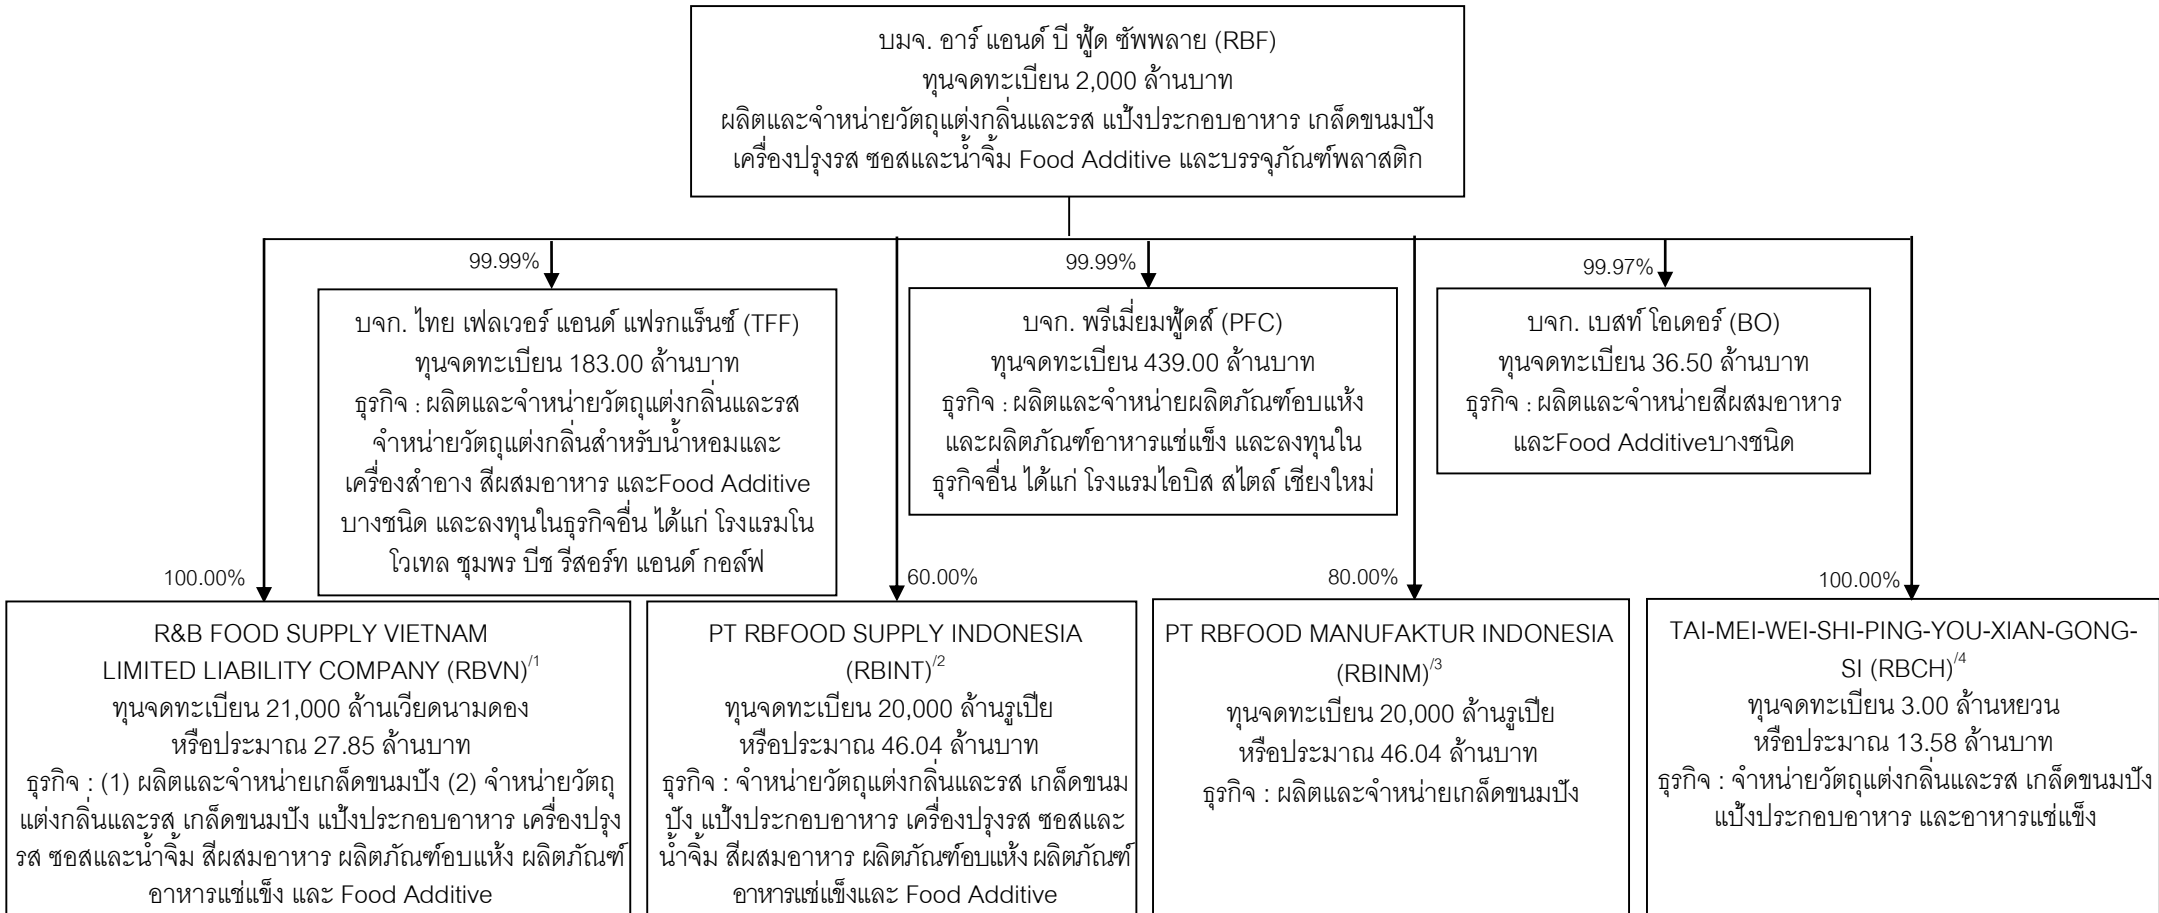 บมจ. อาร์ แอนด์ บี ฟู้ด ซัพพลาย (RBF)
ทุนจดทะเบียน 2,000 ล้านบาท
ผลิตและจำหน่ายวัตถุแต่งกลิ่นและรส แป้งประกอบอาหาร เกล็ดขนมปัง
เครื่องปรุงรส ซอสและน้ำจิ้ม Food Additive และบรรจุภัณฑ์พลาสติก
99.99%
บจก. ไทย เฟลเวอร์ แอนด์ แฟรกแร็นซ์ (TFF)
ทุนจดทะเบียน 183.00 ล้านบาท
ธุรกิจ : ผลิตและจำหน่ายวัตถุแต่งกลิ่นและรส
จำหน่ายวัตถุแต่งกลิ่นสำหรับน้ำหอมและ
เครื่องสำอาง สีผสมอาหาร และFood Additive
บางชนิด และลงทุนในธุรกิจอื่น ได้แก่ โรงแรมโน
โวเทล ชุมพร บีช รีสอร์ท แอนด์ กอล์ฟ
99.99%
บจก. พรีเมี่ยมฟู้ดส์ (PFC)
ทุนจดทะเบียน 439.00 ล้านบาท
ธุรกิจ : ผลิตและจำหน่ายผลิตภัณฑ์อบแห้ง
และผลิตภัณฑ์อาหารแช่แข็ง และลงทุนใน
ธุรกิจอื่น ได้แก่ โรงแรมไอบิส สไตล์ เชียงใหม่
99.97%
บจก. เบสท์ โอเดอร์ (BO)
ทุนจดทะเบียน 36.50 ล้านบาท
ธุรกิจ : ผลิตและจำหน่ายสีผสมอาหาร
และFood Additiveบางชนิด
100.00%
R&B FOOD SUPPLY VIETNAM
LIMITED LIABILITY COMPANY (RBVN)/1
ทุนจดทะเบียน 21,000 ล้านเวียดนามดอง
หรือประมาณ 27.85 ล้านบาท
ธุรกิจ : (1) ผลิตและจำหน่ายเกล็ดขนมปัง (2) จำหน่ายวัตถุ
แต่งกลิ่นและรส เกล็ดขนมปัง แป้งประกอบอาหาร เครื่องปรุง
รส ซอสและน้ำจิ้ม สีผสมอาหาร ผลิตภัณฑ์อบแห้ง ผลิตภัณฑ์
อาหารแช่แข็ง และ Food Additive
60.00%
PT RBFOOD SUPPLY INDONESIA
(RBINT)/2
ทุนจดทะเบียน 20,000 ล้านรูเปีย
หรือประมาณ 46.04 ล้านบาท
ธุรกิจ : จำหน่ายวัตถุแต่งกลิ่นและรส เกล็ดขนม
ปัง แป้งประกอบอาหาร เครื่องปรุงรส ซอสและ
น้ำจิ้ม สีผสมอาหาร ผลิตภัณฑ์อบแห้ง ผลิตภัณฑ์
อาหารแช่แข็งและ Food Additive
80.00%
PT RBFOOD MANUFAKTUR INDONESIA
(RBINM)/3
ทุนจดทะเบียน 20,000 ล้านรูเปีย
หรือประมาณ 46.04 ล้านบาท
ธุรกิจ : ผลิตและจำหน่ายเกล็ดขนมปัง
100.00%
TAI-MEI-WEI-SHI-PING-YOU-XIAN-GONG-
SI (RBCH)/4
ทุนจดทะเบียน 3.00 ล้านหยวน
หรือประมาณ 13.58 ล้านบาท
ธุรกิจ : จำหน่ายวัตถุแต่งกลิ่นและรส เกล็ดขนมปัง
แป้งประกอบอาหาร และอาหารแช่แข็ง